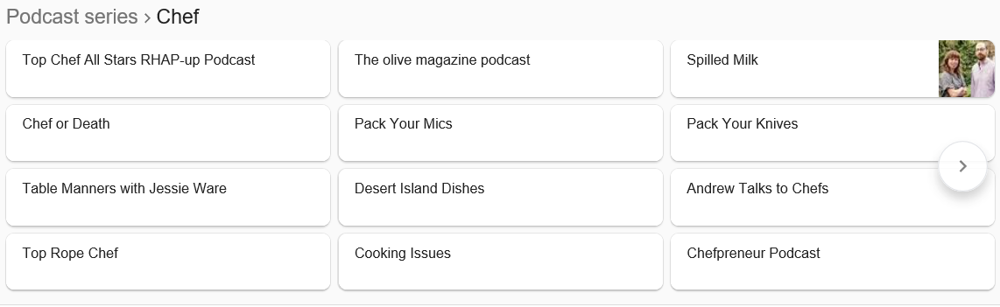 Podcast series › Chef
Top Chef All Stars RHAP-up Podcast
The olive magazine podcast
Spilled Milk
Chef or Death
Pack Your Mics
Pack Your Knives
Table Manners with Jessie Ware
Desert Island Dishes
Andrew Talks to Chefs
Top Rope Chef
Cooking Issues
Chefpreneur Podcast